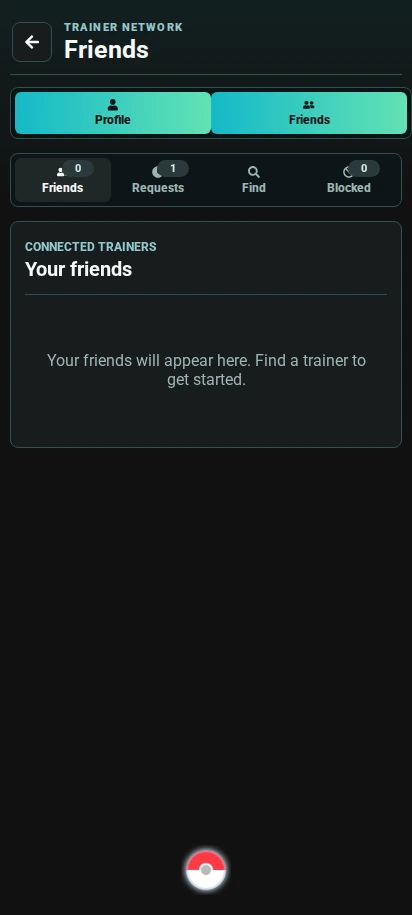 TRAINER NETWORK
Friends
Profile
Friends
0
Friends
1
Requests
Find
0
Blocked
CONNECTED TRAINERS
Your friends
Your friends will appear here. Find a trainer to
get started.